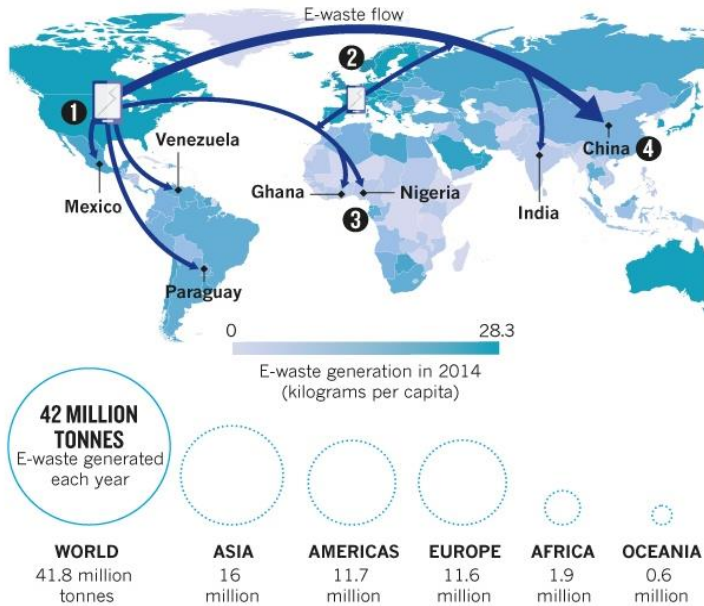 E-waste flow
2
1
Venezuela
China 4
Ghana
Nigeria
Mexico
3
India
Paraguay
0
28.3
E-waste generation in 2014
(kilograms per capita)
42 MILLION
TONNES
E-waste generated
each year
WORLD
41.8 million
tonnes
ASIA
16
million
AMERICAS
11.7
million
EUROPE
11.6
million
AFRICA
1.9
million
OCEANIA
0.6
million